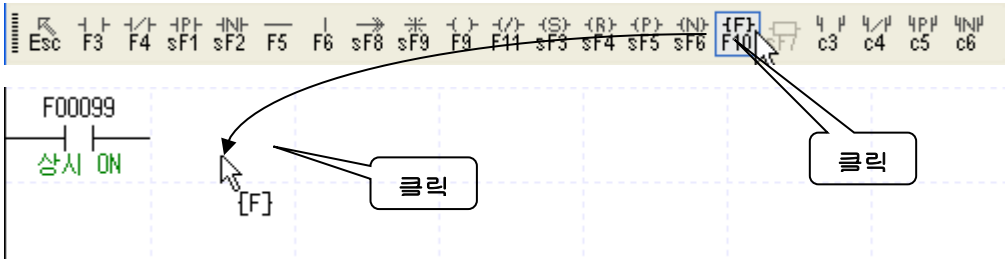 Esc F3 F4 sF1 sF2 F5 F6 sF8 sF9 F9 F11 sF3 sF4 sF5 sF6 F10 sF7 c3 c4 c5 c6
F00099
상시 ON
{F}
클릭
클릭